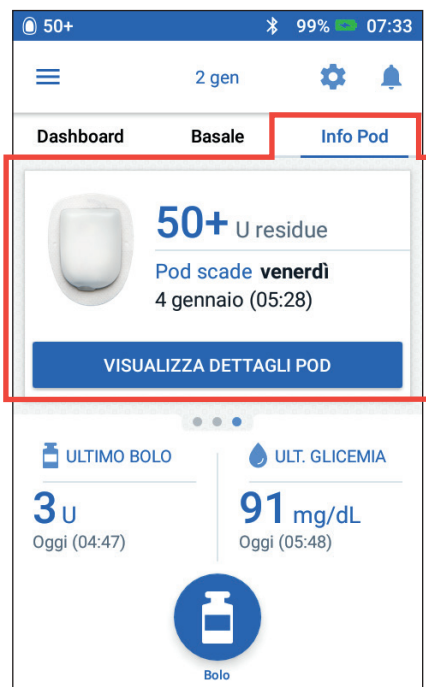 50+ 99% 07:33
2 gen
Dashboard Basale Info Pod
50+ U residue
Pod scade venerdì
4 gennaio (05:28)
VISUALIZZA DETTAGLI POD
ULTIMO BOLO ULT. GLICEMIA
3 U 91 mg/dL
Oggi (04:47) Oggi (05:48)
Bolo